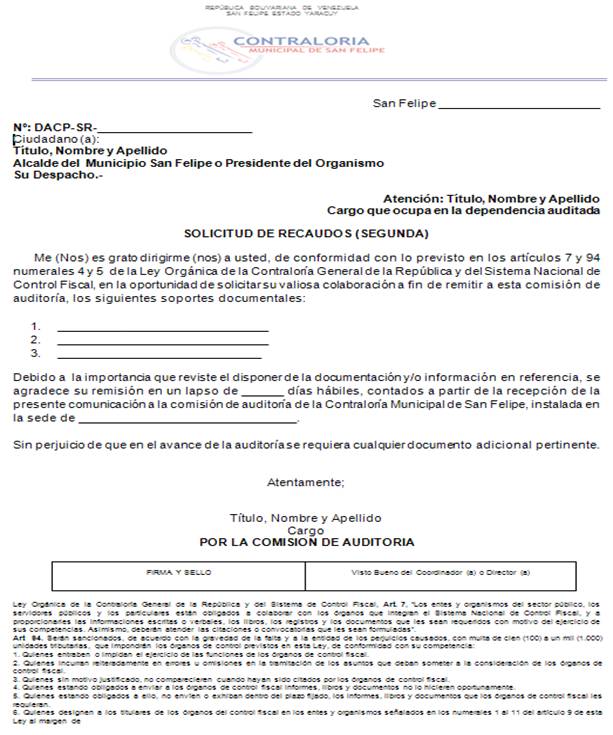 REPÚBLICA BOLIVARIANA DE VENEZUELA
SAN FELIPE ESTADO YARACUY
CONTRALORIA
MUNICIPAL DE SAN FELIPE
San Felipe ______________________
Nº: DACP-SR-______________________
Ciudadano (a):
Título, Nombre y Apellido
Alcalde del Municipio San Felipe o Presidente del Organismo
Su Despacho.-
Atención: Título, Nombre y Apellido
Cargo que ocupa en la dependencia auditada
SOLICITUD DE RECAUDOS (SEGUNDA)
Me (Nos) es grato dirigirme (nos) a usted, de conformidad con lo previsto en los artículos 7 y 94
numerales 4 y 5 de la Ley Orgánica de la Contraloría General de la República y del Sistema Nacional de
Control Fiscal, en la oportunidad de solicitar su valiosa colaboración a fin de remitir a esta comisión de
auditoría, los siguientes soportes documentales:
1. ______________________________
2. ______________________________
3. _____________________________
Debido a la importancia que reviste el disponer de la documentación y/o información en referencia, se
agradece su remisión en un lapso de ______ días hábiles, contados a partir de la recepción de la
presente comunicación a la comisión de auditoría de la Contraloría Municipal de San Felipe, instalada en
la sede de _______________________________.
Sin perjuicio de que en el avance de la auditoría se requiera cualquier documento adicional pertinente.
Atentamente;
Título, Nombre y Apellido
Cargo
POR LA COMISION DE AUDITORIA
FIRMA Y SELLO
Visto Bueno del Coordinador (a) o Director (a)
Ley Orgánica de la Contraloría General de la República y del Sistema de Control Fiscal, Art. 7, "Los entes y organismos del sector público, los
servidores públicos y los particulares están obligados a colaborar con los órganos que integran el Sistema Nacional de Control Fiscal, y a
proporcionarles las informaciones escritas o verbales, los libros, los registros y los documentos que les sean requeridos con motivo del ejercicio de
sus competencias. Asimismo, deberán atender las citaciones o convocatorias que les sean formuladas".
Art 94. Serán sancionados, de acuerdo con la gravedad de la falta y a la entidad de los perjuicios causados, con multa de cien (100) a un mil (1.000)
unidades tributarias, que impondrán los órganos de control previstos en esta Ley, de conformidad con su competencia:
1. Quienes entraben o impidan el ejercicio de las funciones de los órganos de control fiscal.
2. Quienes incurran reiteradamente en errores u omisiones en la tramitación de los asuntos que deban someter a la consideración de los órganos de
control fiscal.
3. Quienes sin motivo justificado, no comparecieren cuando hayan sido citados por los órganos de control fiscal.
4. Quienes estando obligados a enviar a los órganos de control fiscal informes, libros y documentos no lo hicieren oportunamente.
5. Quienes estando obligados a ello, no envíen o exhiban dentro del plazo fijado, los informes, libros y documentos que los órganos de control fiscal les
requieran.
6. Quienes designen a los titulares de los órganos del control fiscal en los entes y organismos señalados en los numerales 1 al 11 del artículo 9 de esta
Ley al margen de